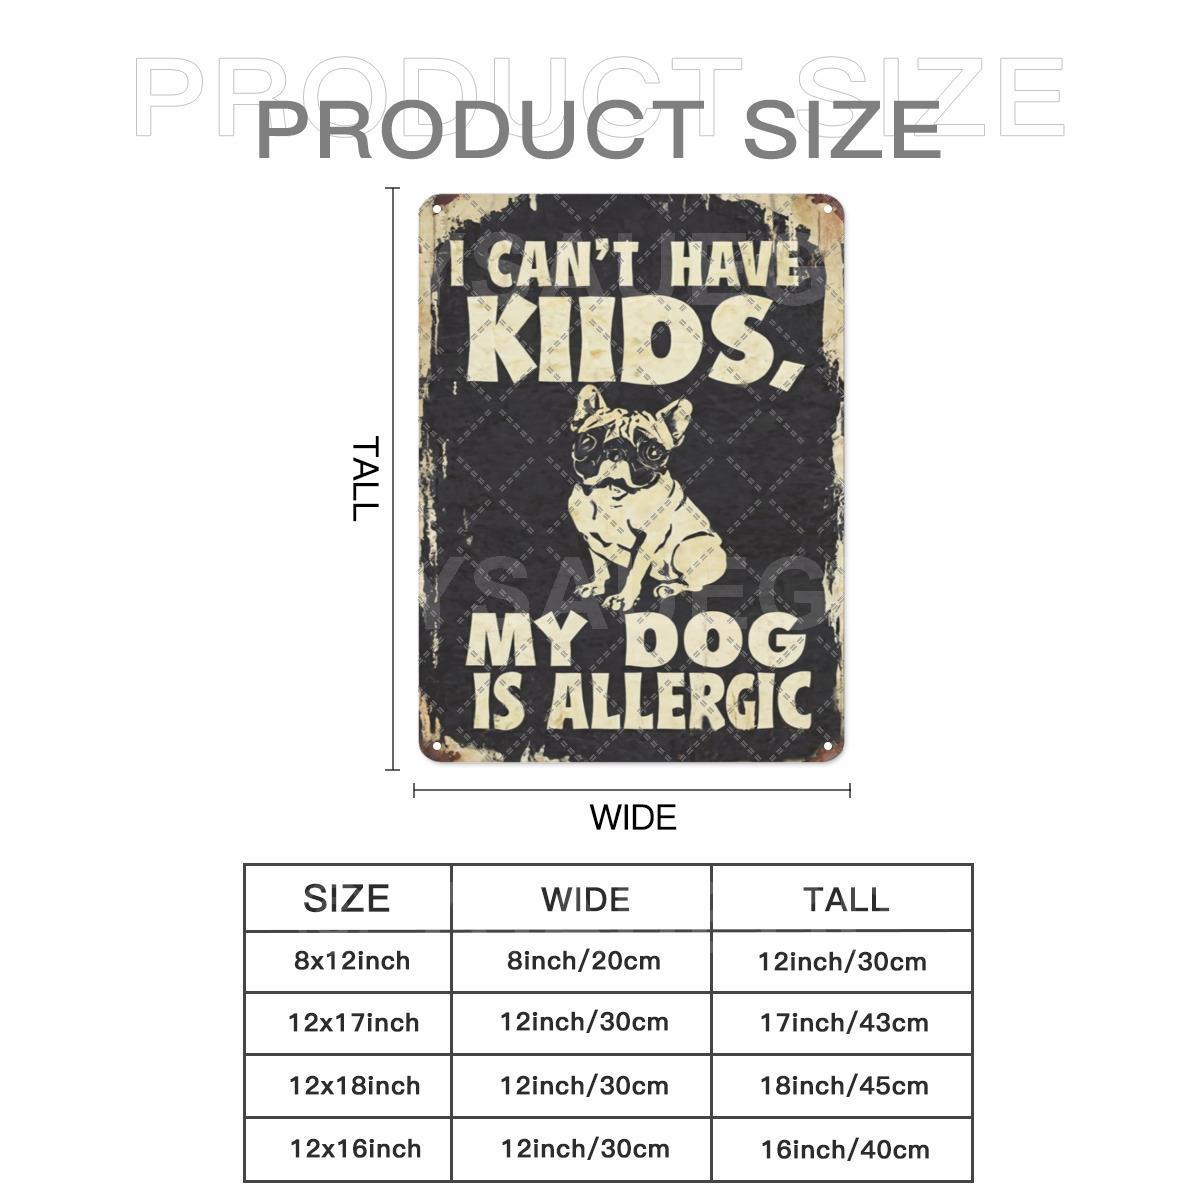 PRODUCT SIZE
PRODUCT SIZE
I CAN'T HAVE
KIIDS,
MY DOG
IS ALLERGIC
TALL
WIDE
SIZE WIDE TALL
8x12inch 8inch/20cm 12inch/30cm
12x17inch 12inch/30cm 17inch/43cm
12x18inch 12inch/30cm 18inch/45cm
12x16inch 12inch/30cm 16inch/40cm